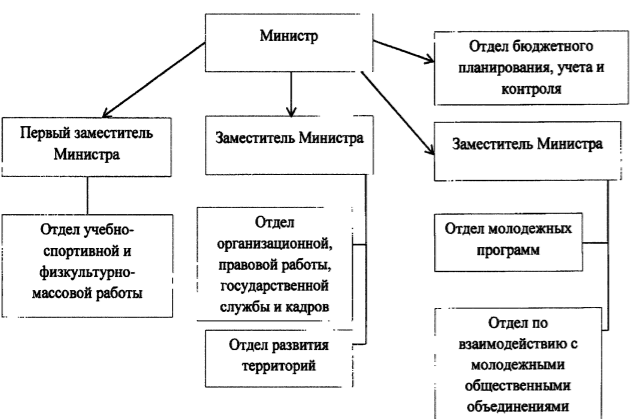 Министр
Отдел бюджетного
планирования, учета и
контроля
Первый заместитель
Министра
Заместитель Министра
Заместитель Министра
Отдел учебно-
спортивной и
физкультурно-
массовой работы
Отдел
организационной,
правовой работы,
государственной
службы и кадров
Отдел развития
территорий
Отдел молодежных
программ
Отдел по
взаимодействию с
молодежными
общественными
объединениями